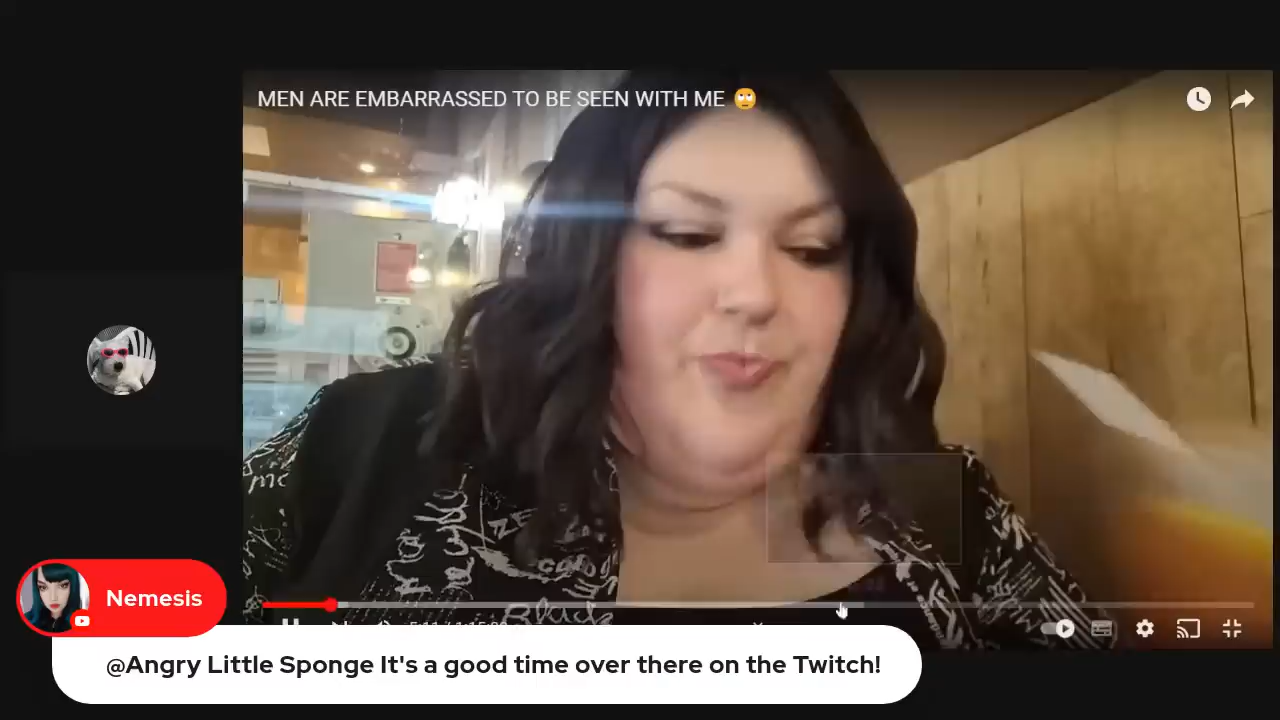 MEN ARE EMBARRASSED TO BE SEEN WITH ME 🙄
Black
Nemesis
@Angry Little Sponge It's a good time over there on the Twitch!